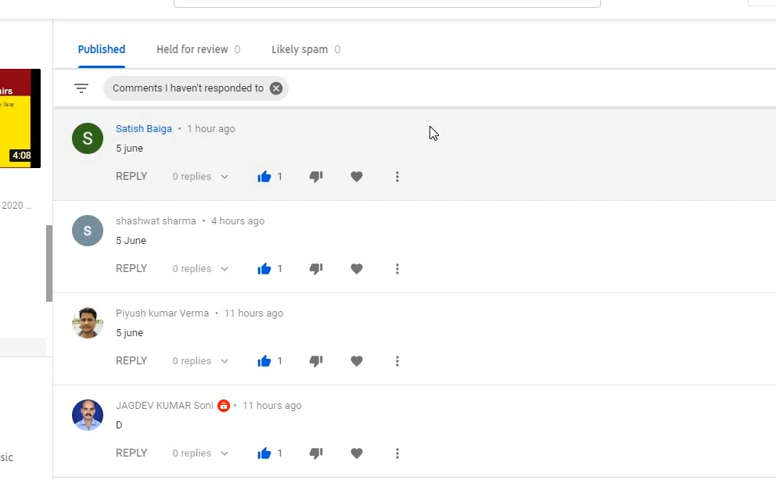 Published Held for review 0 Likely spam 0
Comments I haven't responded to
airs
S
Satish Baiga • 1 hour ago
5 june
4:08
REPLY 0 replies 1
2020 ...
s
shashwat sharma • 4 hours ago
5 June
REPLY 0 replies 1
Piyush kumar Verma • 11 hours ago
5 june
REPLY 0 replies 1
JAGDEV KUMAR Soni • 11 hours ago
D
REPLY 0 replies 1
sic